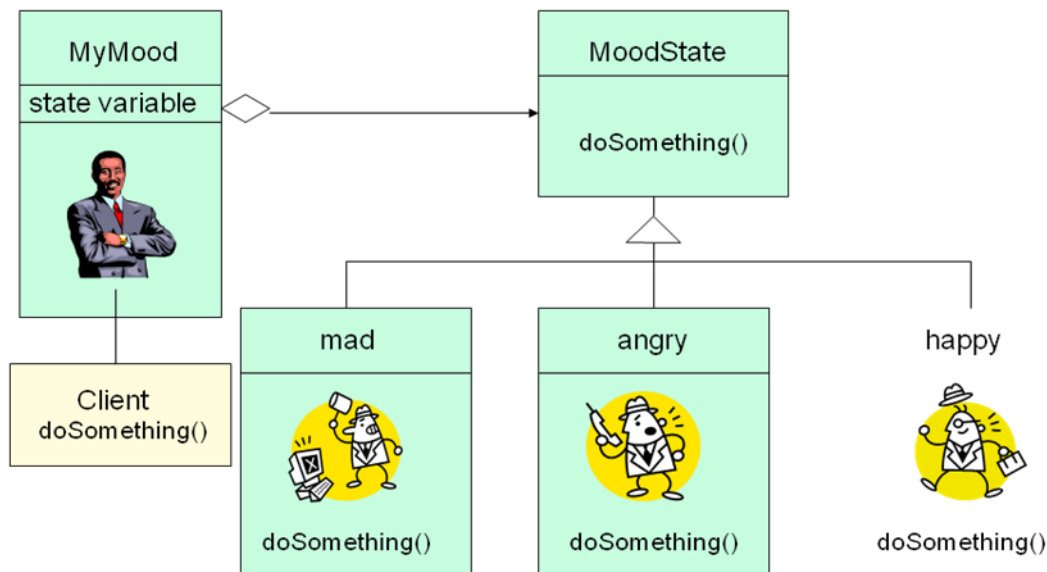 MyMood
state variable
MoodState
doSomething()
Client
doSomething()
mad
doSomething()
angry
doSomething()
happy
doSomething()